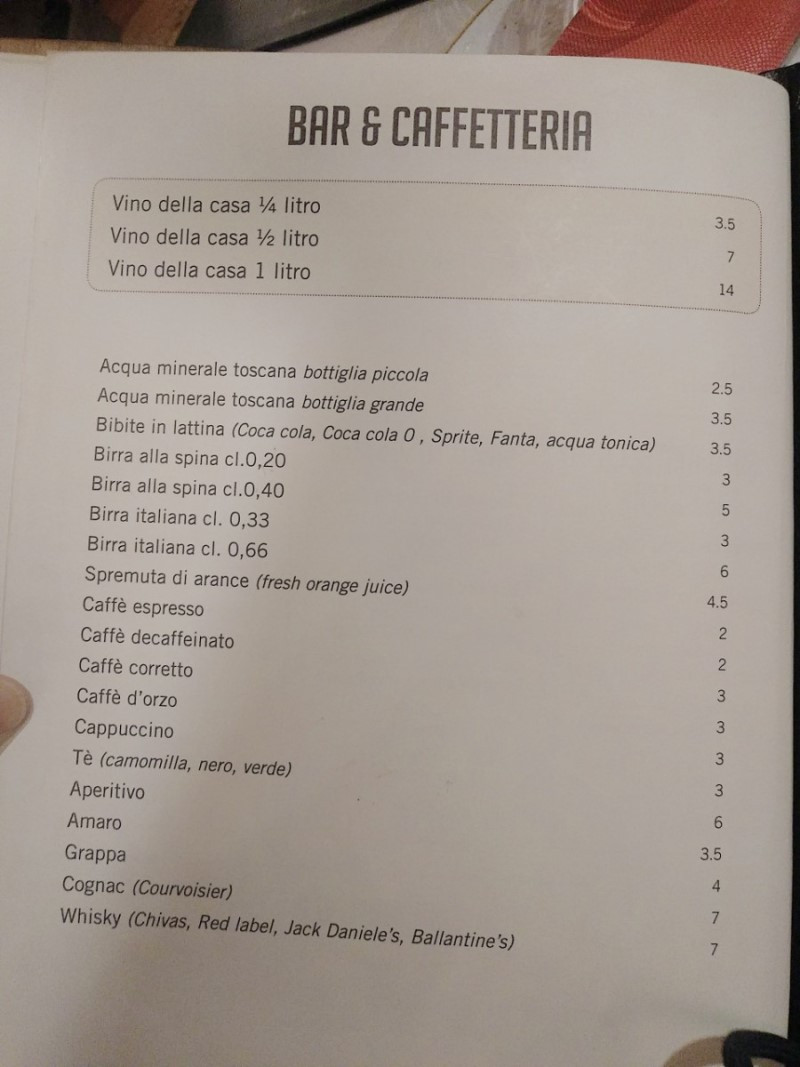 BAR & CAFFETTERIA
Vino della casa ¼ litro 3.5
Vino della casa ½ litro 7
Vino della casa 1 litro 14
Acqua minerale toscana bottiglia piccola 2.5
Acqua minerale toscana bottiglia grande 3.5
Bibite in lattina (Coca cola, Coca cola 0 , Sprite, Fanta, acqua tonica) 3.5
Birra alla spina cl.0,20 3
Birra alla spina cl.0,40 5
Birra italiana cl. 0,33 3
Birra italiana cl. 0,66 6
Spremuta di arance (fresh orange juice) 4.5
Caffè espresso 2
Caffè decaffeinato 2
Caffè corretto 3
Caffè d'orzo 3
Cappuccino 3
Tè (camomilla, nero, verde) 3
Aperitivo 6
Amaro 3.5
Grappa 4
Cognac (Courvoisier) 7
Whisky (Chivas, Red label, Jack Daniele's, Ballantine's) 7